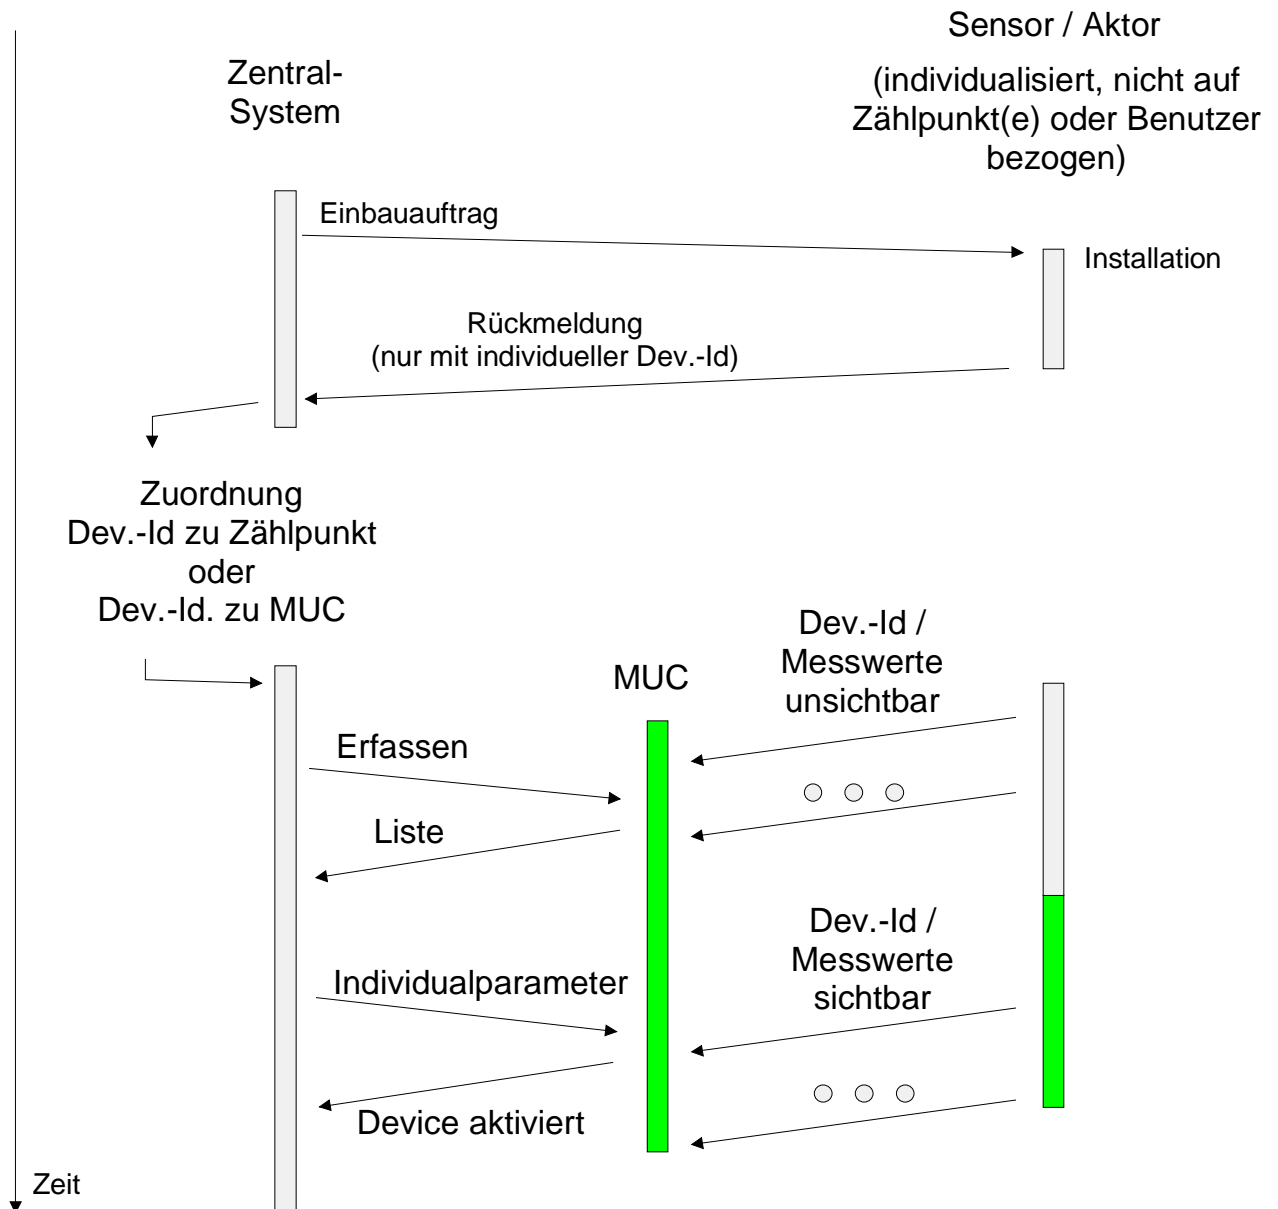 Sensor / Aktor
(individualisiert, nicht auf
Zählpunkt(e) oder Benutzer
bezogen)
Zentral-
System
Einbauauftrag
Installation
Rückmeldung
(nur mit individueller Dev.-Id)
Zuordnung
Dev.-Id zu Zählpunkt
oder
Dev.-Id. zu MUC
Dev.-Id /
Messwerte
unsichtbar
MUC
Erfassen
Liste
Dev.-Id /
Messwerte
sichtbar
Individualparameter
Device aktiviert
Zeit